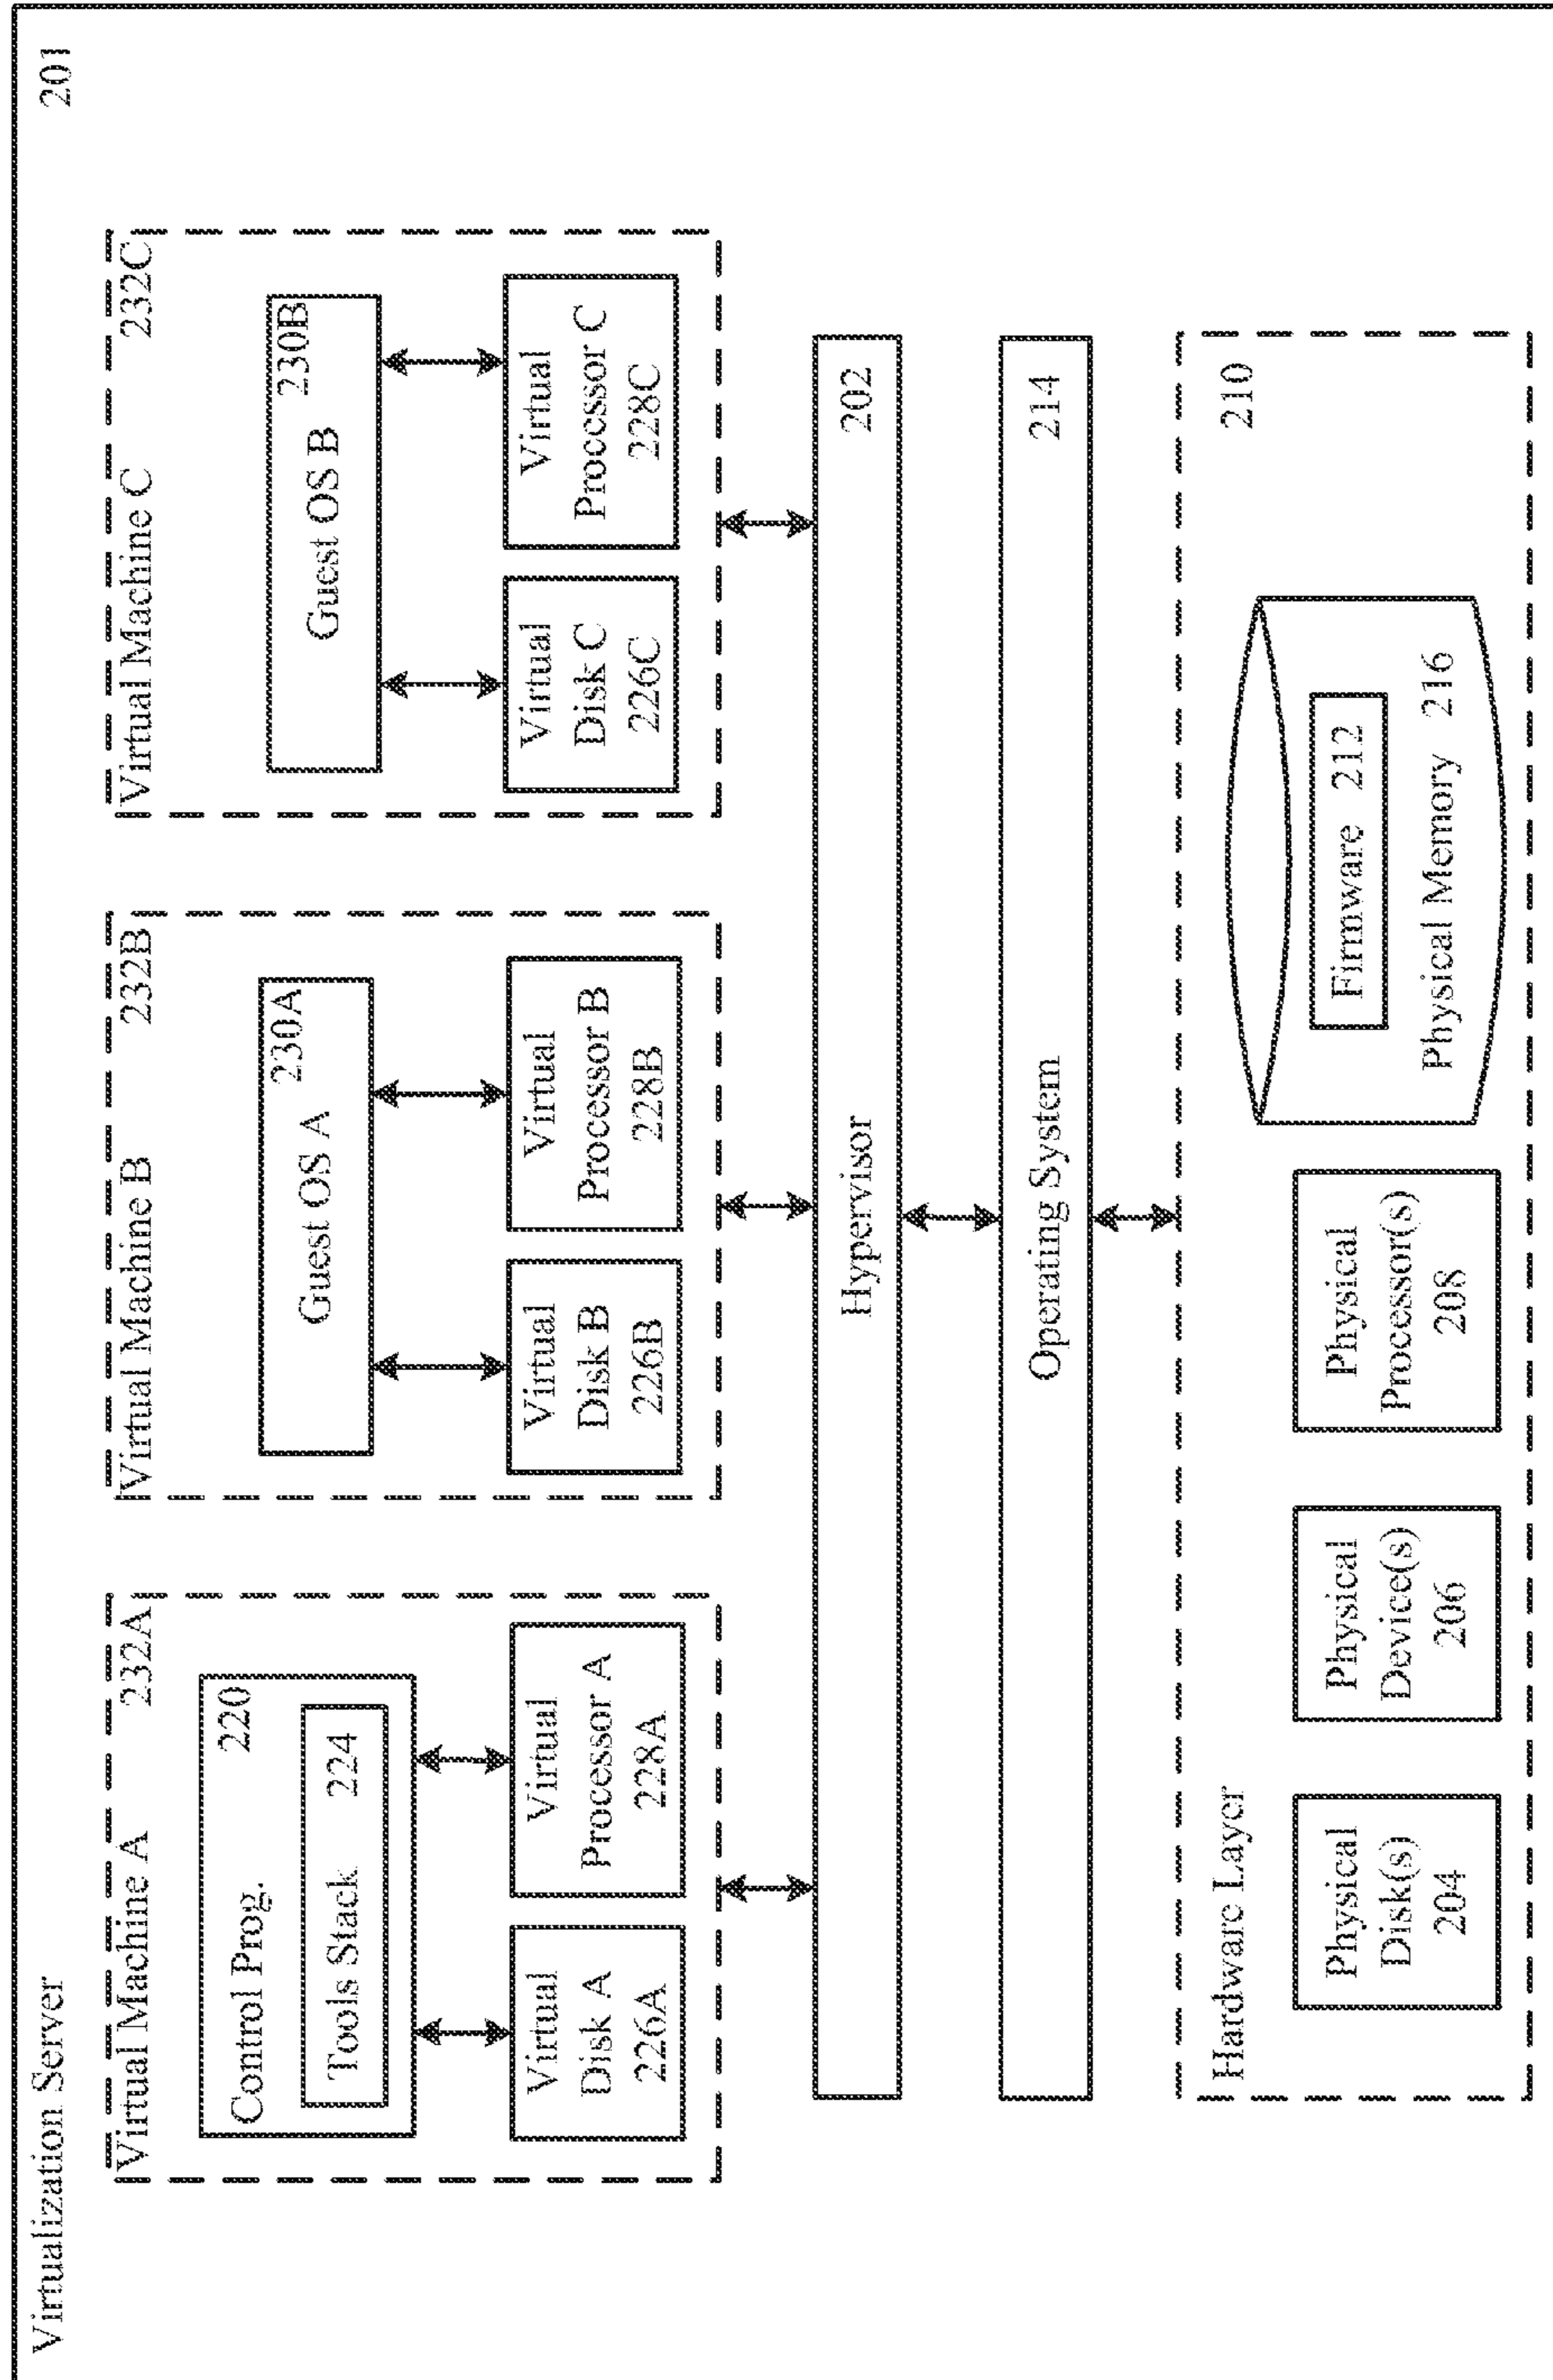 Virtualization Server
201
Virtual Machine A 232A
Control Prog. 220
Tools Stack 224
Virtual
Disk A
226A
Virtual
Processor A
228A
Virtual Machine B 232B
Guest OS A 230A
Virtual
Disk B
226B
Virtual
Processor B
228B
Virtual Machine C 232C
Guest OS B 230B
Virtual
Disk C
226C
Virtual
Processor C
228C
Hypervisor 202
Operating System 214
Hardware Layer 210
Physical
Disk(s)
204
Physical
Device(s)
206
Physical
Processor(s)
208
Firmware 212
Physical Memory 216